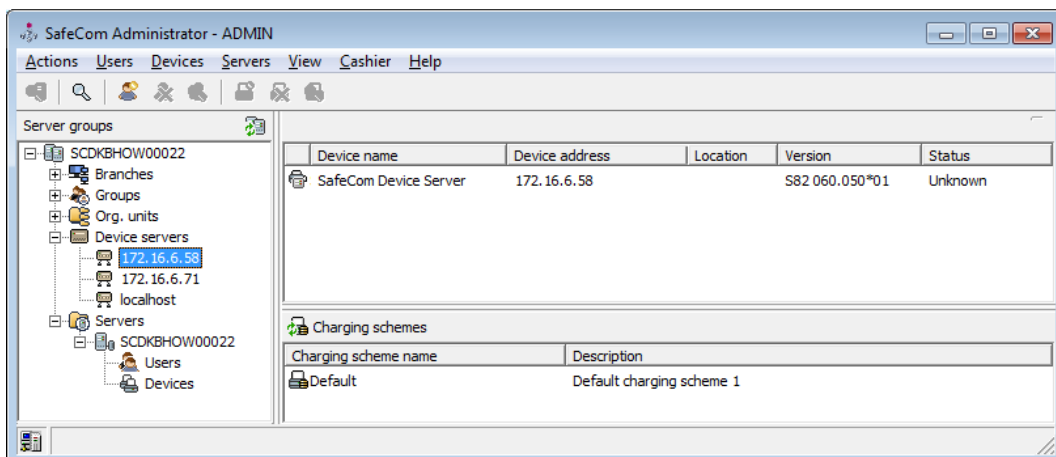 SafeCom Administrator - ADMIN
Actions Users Devices Servers View Cashier Help
Server groups
SCDKBHOW00022
Branches
Groups
Org. units
Device servers
172.16.6.58
172.16.6.71
localhost
Servers
SCDKBHOW00022
Users
Devices
Device name Device address Location Version Status
SafeCom Device Server 172.16.6.58 S82 060.050*01 Unknown
Charging schemes
Charging scheme name Description
Default Default charging scheme 1